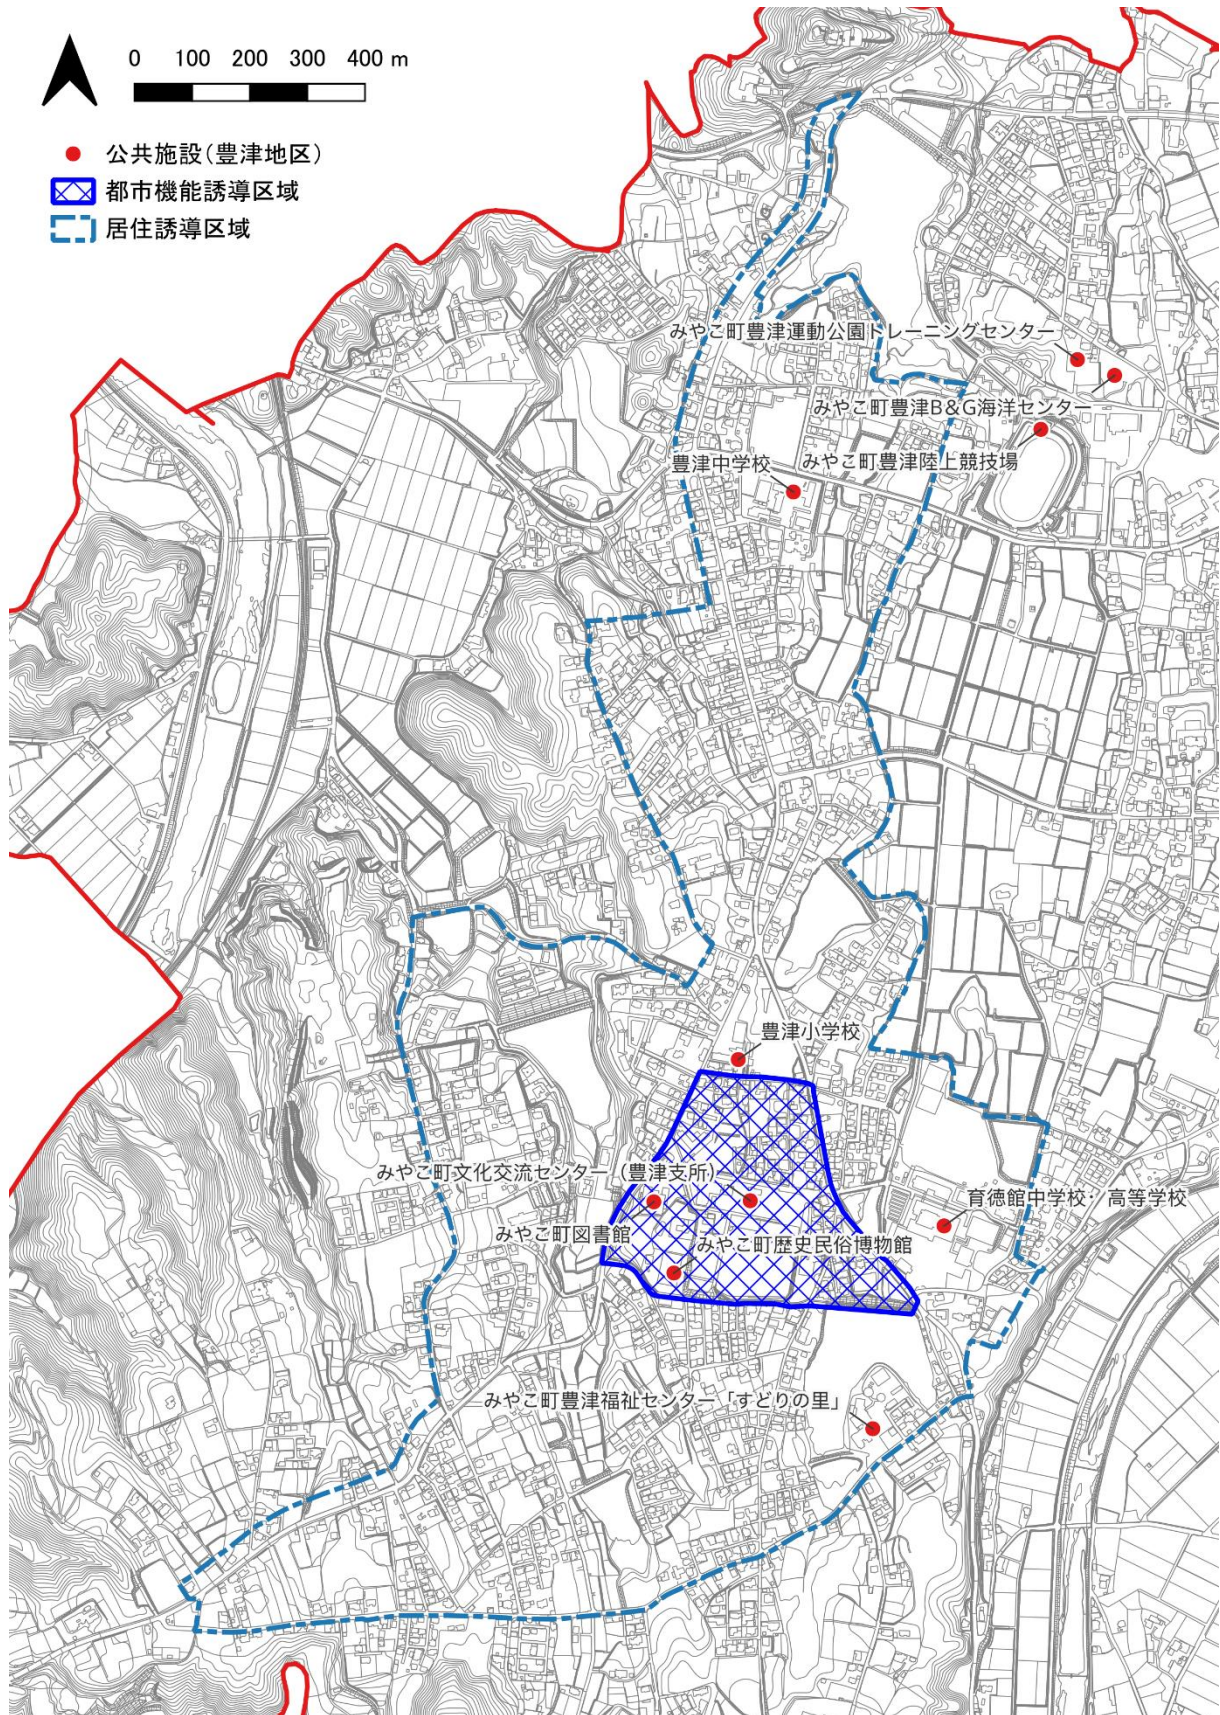 0 100 200 300 400 m
公共施設(豊津地区)
都市機能誘導区域
居住誘導区域
みやこ町豊津運動公園トレーニングセンター
みやこ町豊津B&G海洋センター
豊津中学校
みやこ町豊津陸上競技場
豊津小学校
みやこ町文化交流センター(豊津支所)
育徳館中学校・高等学校
みやこ町図書館
みやこ町歴史民俗博物館
みやこ町豊津福祉センター「すどりの里」